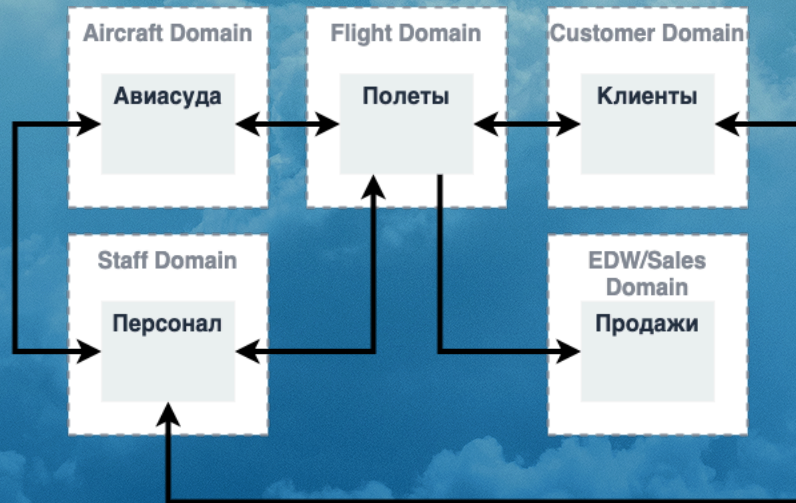 Aircraft Domain
Авиасуда
Flight Domain
Полеты
Customer Domain
Клиенты
Staff Domain
Персонал
EDW/Sales
Domain
Продажи